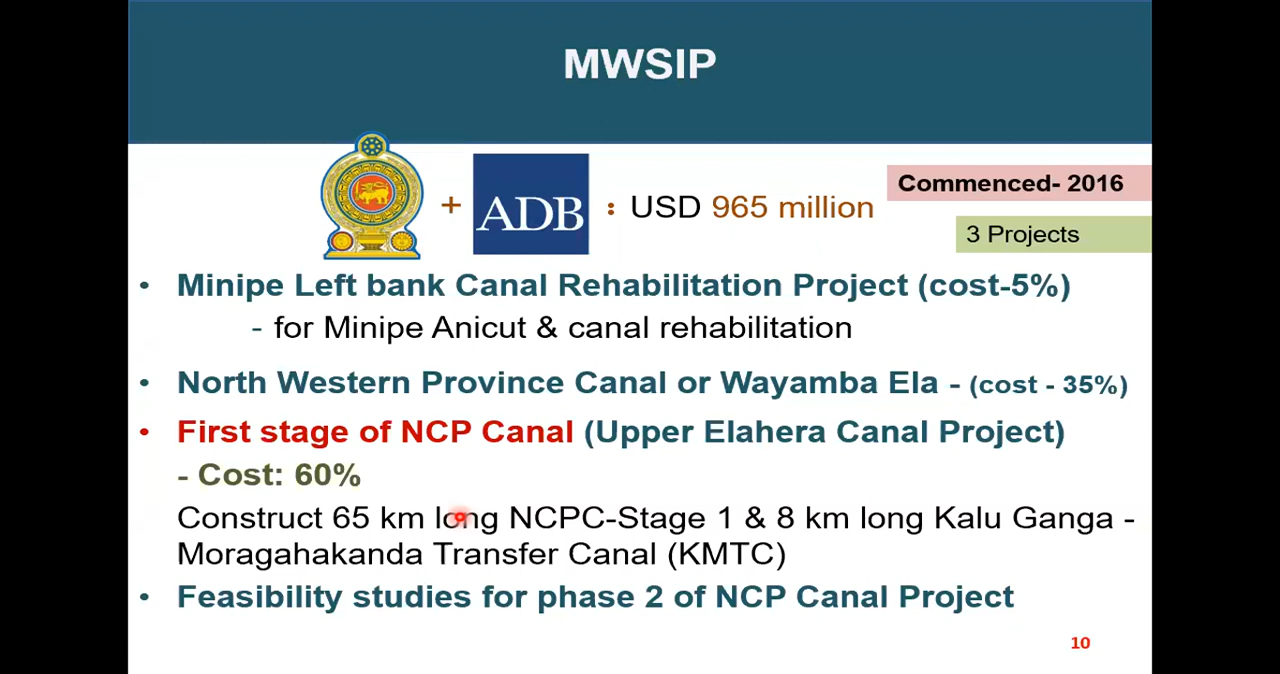 MWSIP
+ ADB : USD 965 million
Commenced- 2016
3 Projects
• Minipe Left bank Canal Rehabilitation Project (cost-5%)
- for Minipe Anicut & canal rehabilitation
• North Western Province Canal or Wayamba Ela - (cost - 35%)
• First stage of NCP Canal (Upper Elahera Canal Project)
- Cost: 60%
Construct 65 km long NCPC-Stage 1 & 8 km long Kalu Ganga -
Moragahakanda Transfer Canal (KMTC)
• Feasibility studies for phase 2 of NCP Canal Project
10